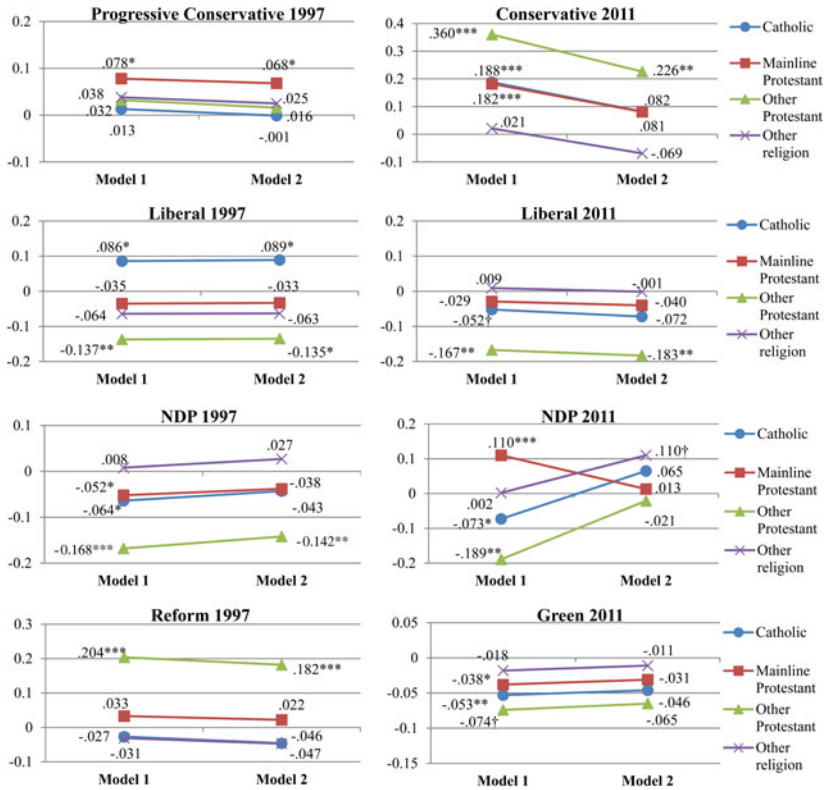 Progressive Conservative 1997
0.2
0.1
0
-0.1
.078*
.068*
.038
.032
.025
.016
.013
-.001
Model 1
Model 2
Conservative 2011
0.4
0.3
0.2
0.1
0
-0.1
.360***
.226**
.188***
.182***
.082
.081
.021
-.069
Model 1
Model 2
Catholic
Mainline
Protestant
Other
Protestant
Other
religion
Liberal 1997
0.2
0.1
0
-0.1
-0.2
.086*
.089*
-.035
-.033
-.064
-.063
-0.137**
-0.135*
Model 1
Model 2
Liberal 2011
0.2
0.1
0
-0.1
-0.2
.009
-.001
-.029
-.040
-.052†
-.072
-.167**
-.183**
Model 1
Model 2
Catholic
Mainline
Protestant
Other
Protestant
Other
religion
NDP 1997
0.1
0
-0.1
-0.2
.008
.027
-.052*
-.038
-.064*
-.043
-0.168***
-0.142**
Model 1
Model 2
NDP 2011
0.2
0.1
0
-0.1
-0.2
.110***
.110†
.065
.013
.002
-.073*
-.021
-.189**
Model 1
Model 2
Catholic
Mainline
Protestant
Other
Protestant
Other
religion
Reform 1997
0.3
0.2
0.1
0
-0.1
.204***
.182***
.033
.022
-.027
-.046
-.031
-.047
Model 1
Model 2
Green 2011
0.05
0
-0.05
-0.1
-0.15
-.018
-.011
-.038*
-.031
-.053**
-.046
-.074†
-.065
Model 1
Model 2
Catholic
Mainline
Protestant
Other
Protestant
Other
religion